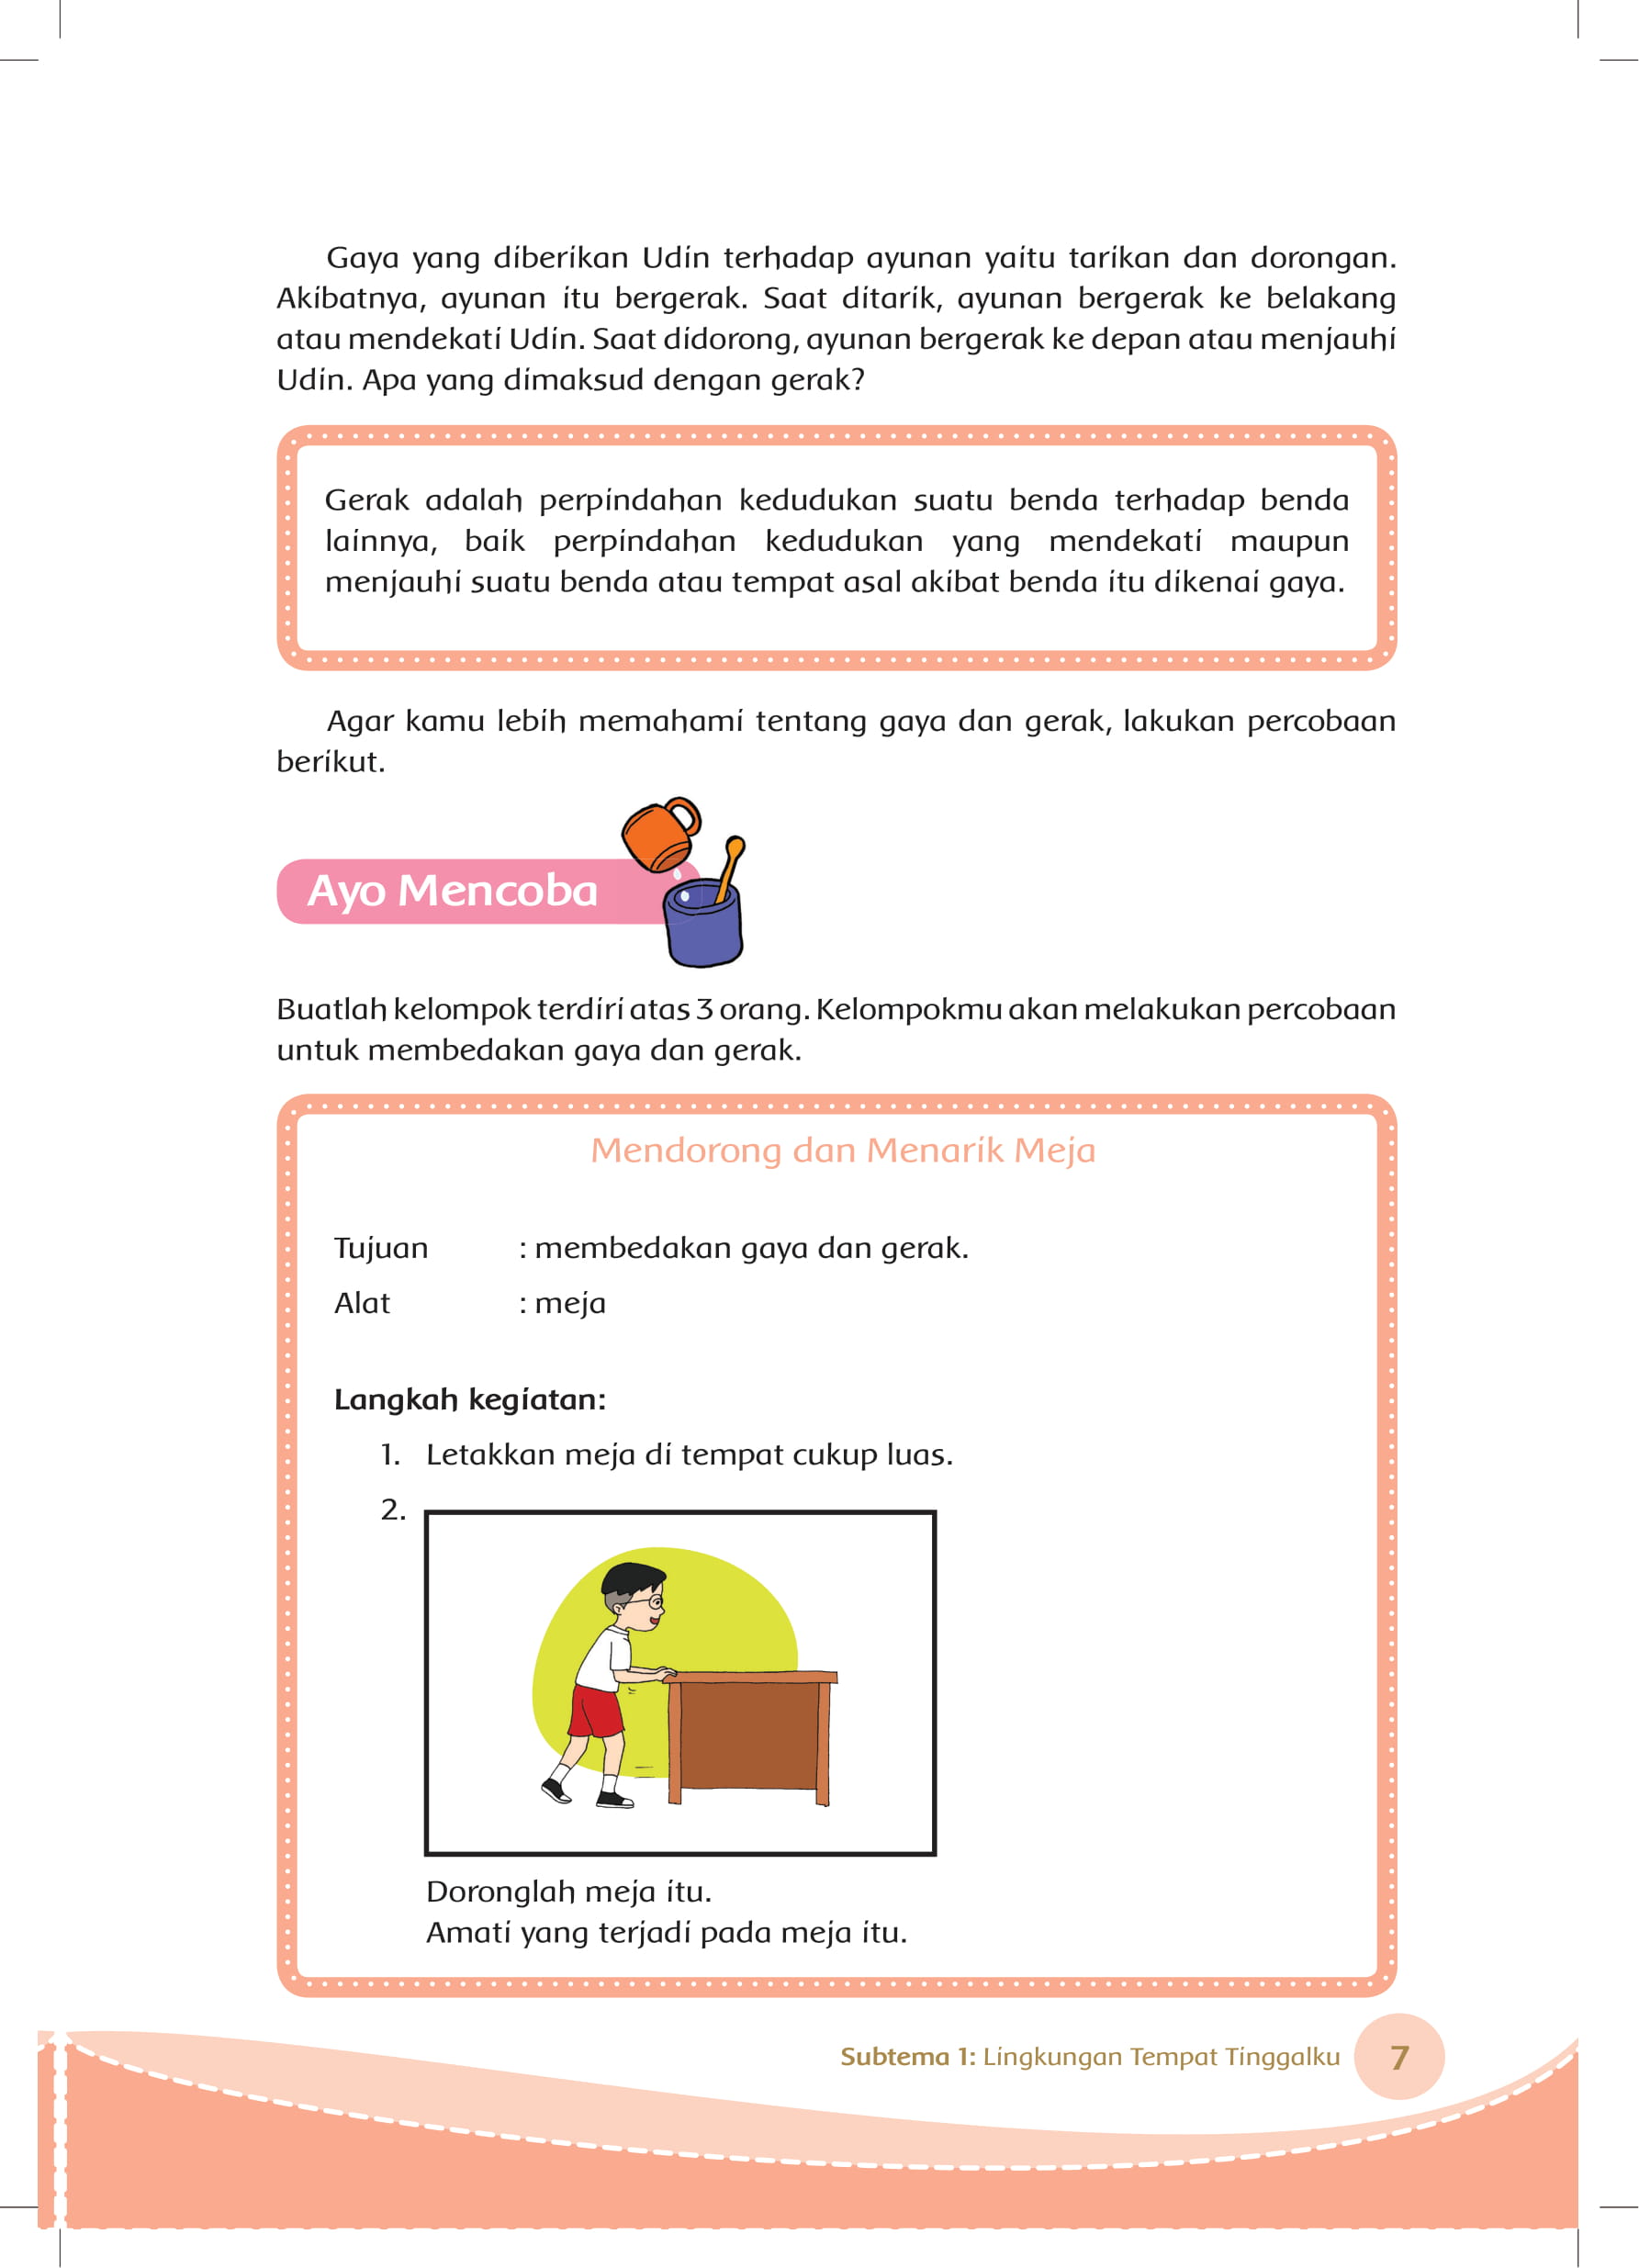 Gaya yang diberikan Udin terhadap ayunan yaitu tarikan dan dorongan.
Akibatnya, ayunan itu bergerak. Saat ditarik, ayunan bergerak ke belakang
atau mendekati Udin. Saat didorong, ayunan bergerak ke depan atau menjauhi
Udin. Apa yang dimaksud dengan gerak?
Gerak adalah perpindahan kedudukan suatu benda terhadap benda
lainnya, baik perpindahan kedudukan yang mendekati maupun
menjauhi suatu benda atau tempat asal akibat benda itu dikenai gaya.
Agar kamu lebih memahami tentang gaya dan gerak, lakukan percobaan
berikut.
Ayo Mencoba
Buatlah kelompok terdiri atas 3 orang. Kelompokmu akan melakukan percobaan
untuk membedakan gaya dan gerak.
Mendorong dan Menarik Meja
Tujuan : membedakan gaya dan gerak.
Alat : meja
Langkah kegiatan:
1. Letakkan meja di tempat cukup luas.
2.
Doronglah meja itu.
Amati yang terjadi pada meja itu.
Subtema 1: Lingkungan Tempat Tinggalku 7